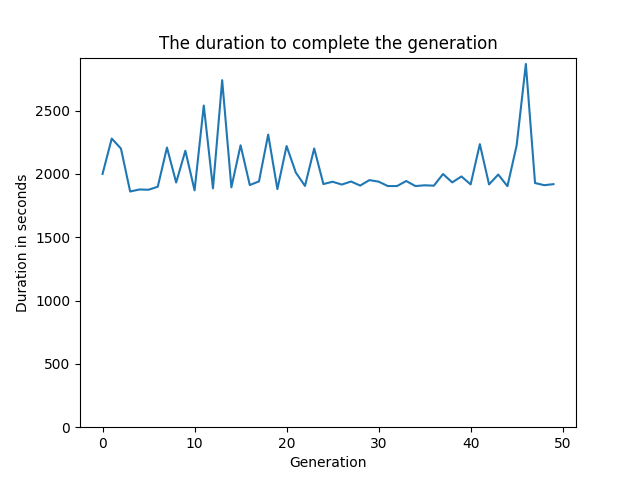 The duration to complete the generation
2500
2000
1500
1000
500
0
Duration in seconds
0 10 20 30 40 50
Generation